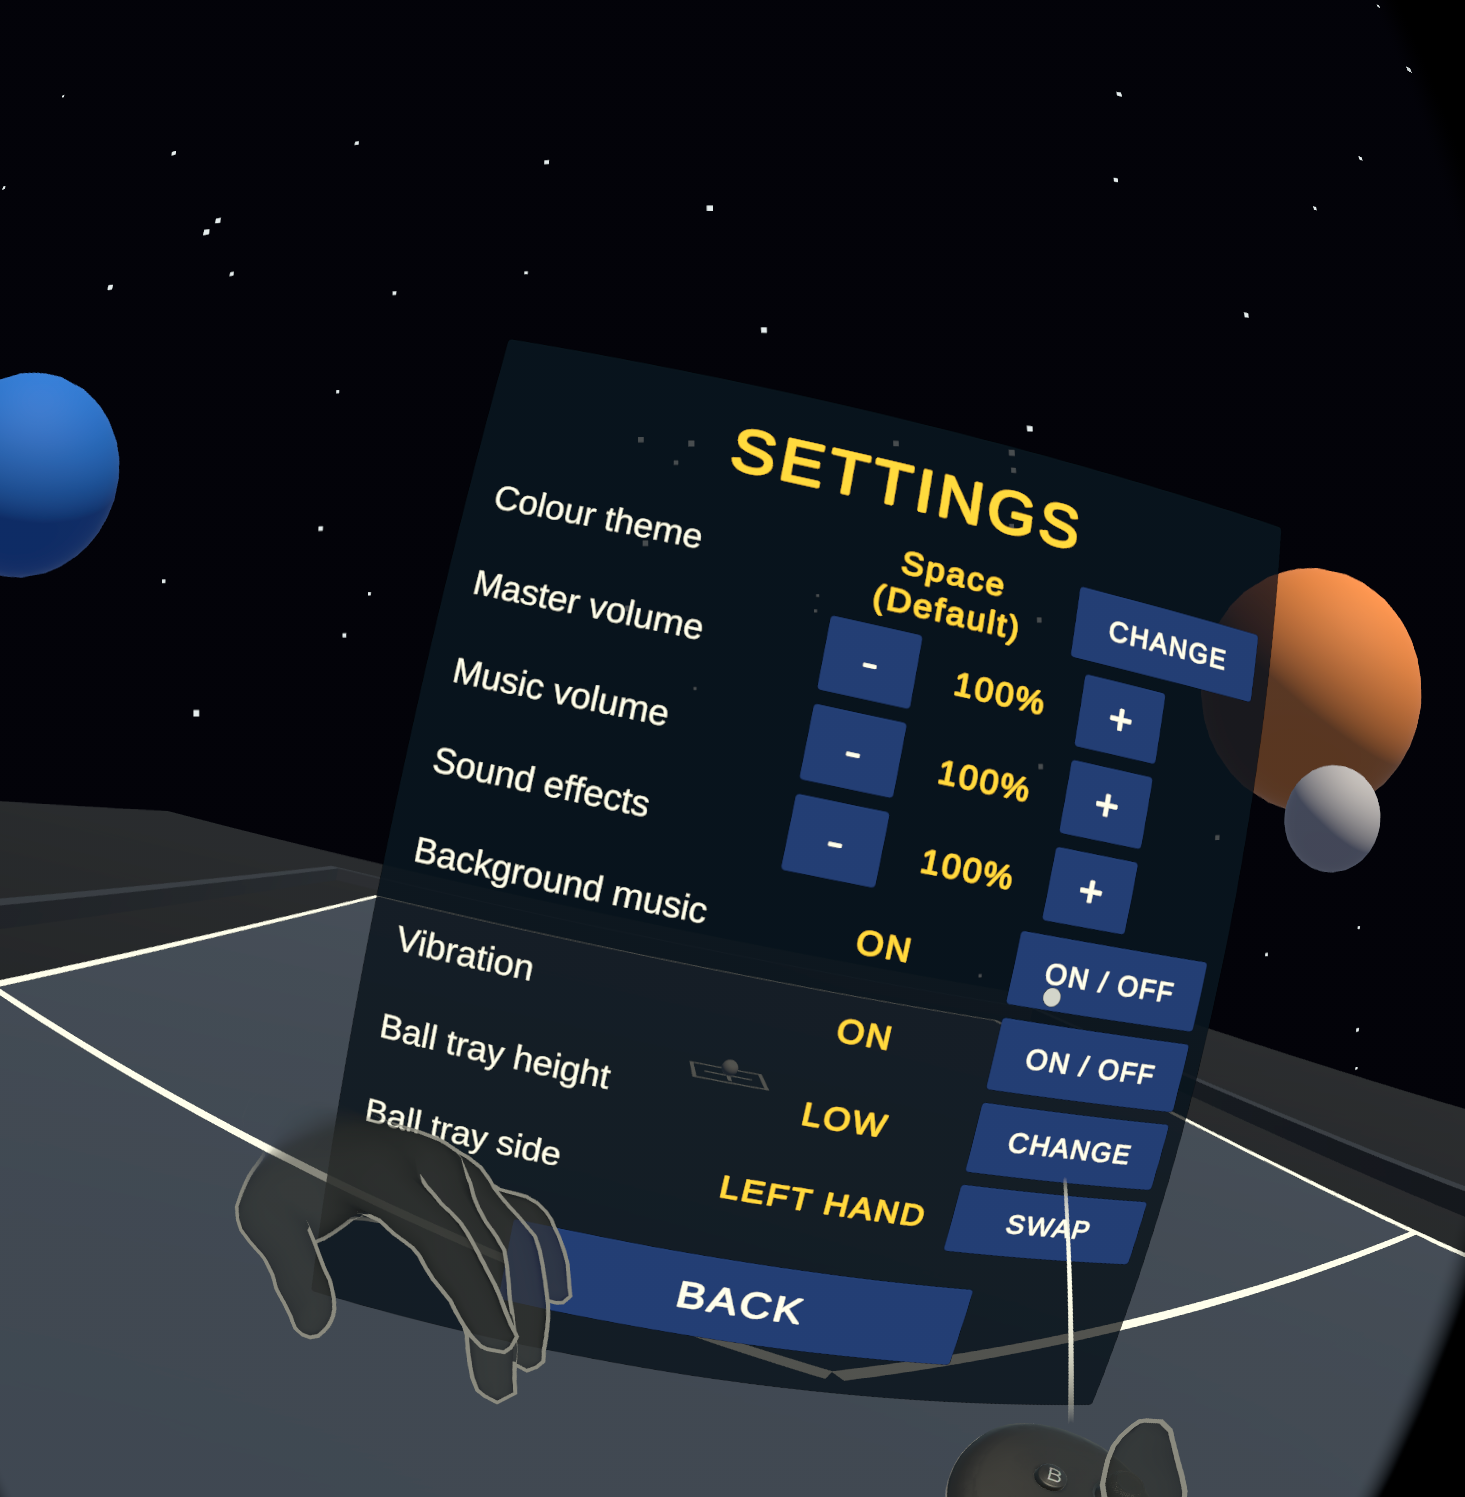 SETTINGS
Colour theme
Space
(Default)
CHANGE
Master volume
-
100%
+
Music volume
-
100%
+
Sound effects
-
100%
+
Background music
ON
ON / OFF
Vibration
ON
ON / OFF
Ball tray height
LOW
CHANGE
Ball tray side
LEFT HAND
SWAP
BACK
B